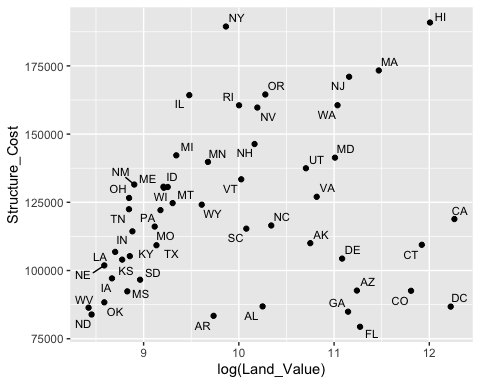 NY
HI
MA
175000
NJ
OR
RI
IL
NV
WA
150000
NH
MI
MD
MN
UT
NM
ME
ID
VT
OH
WI
MT
VA
WY
CA
125000
TN
PA
NC
IN
MO
SC
AK
CT
KY
TX
DE
LA
100000
NE
KS
SD
IA
AZ
CO
DC
WV
MS
GA
AL
OK
AR
ND
FL
75000
Structure_Cost
9
10
11
12
log(Land_Value)